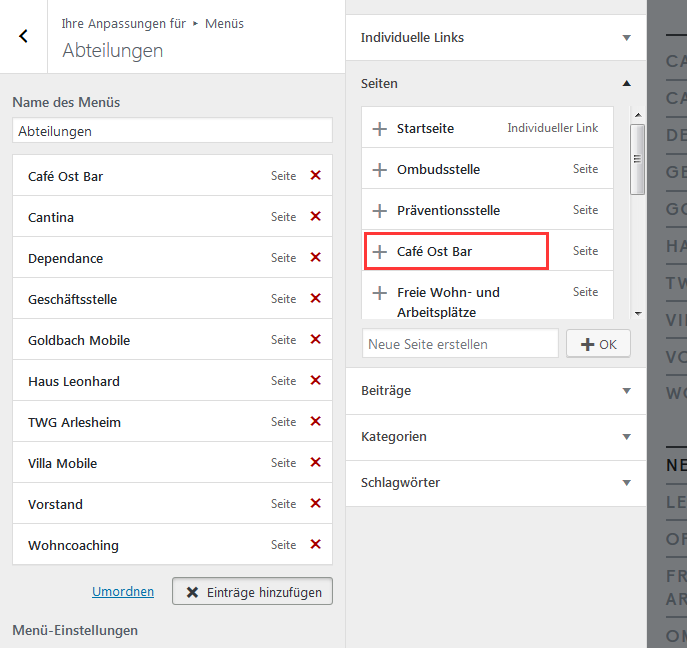 Ihre Anpassungen für ▸ Menüs
Abteilungen
Name des Menüs
Abteilungen
Café Ost Bar Seite
Cantina Seite
Dependance Seite
Geschäftsstelle Seite
Goldbach Mobile Seite
Haus Leonhard Seite
TWG Arlesheim Seite
Villa Mobile Seite
Vorstand Seite
Wohncoaching Seite
Umordnen
Einträge hinzufügen
Menü-Einstellungen
Individuelle Links
Seiten
Startseite Individueller Link
Ombudsstelle Seite
Präventionsstelle Seite
Café Ost Bar Seite
Freie Wohn- und Seite
Arbeitsplätze
Neue Seite erstellen
OK
Beiträge
Kategorien
Schlagwörter
CA
CA
DE
GE
GO
HA
TW
VI
VO
WO
NE
LE
OF
FR
AR
OM